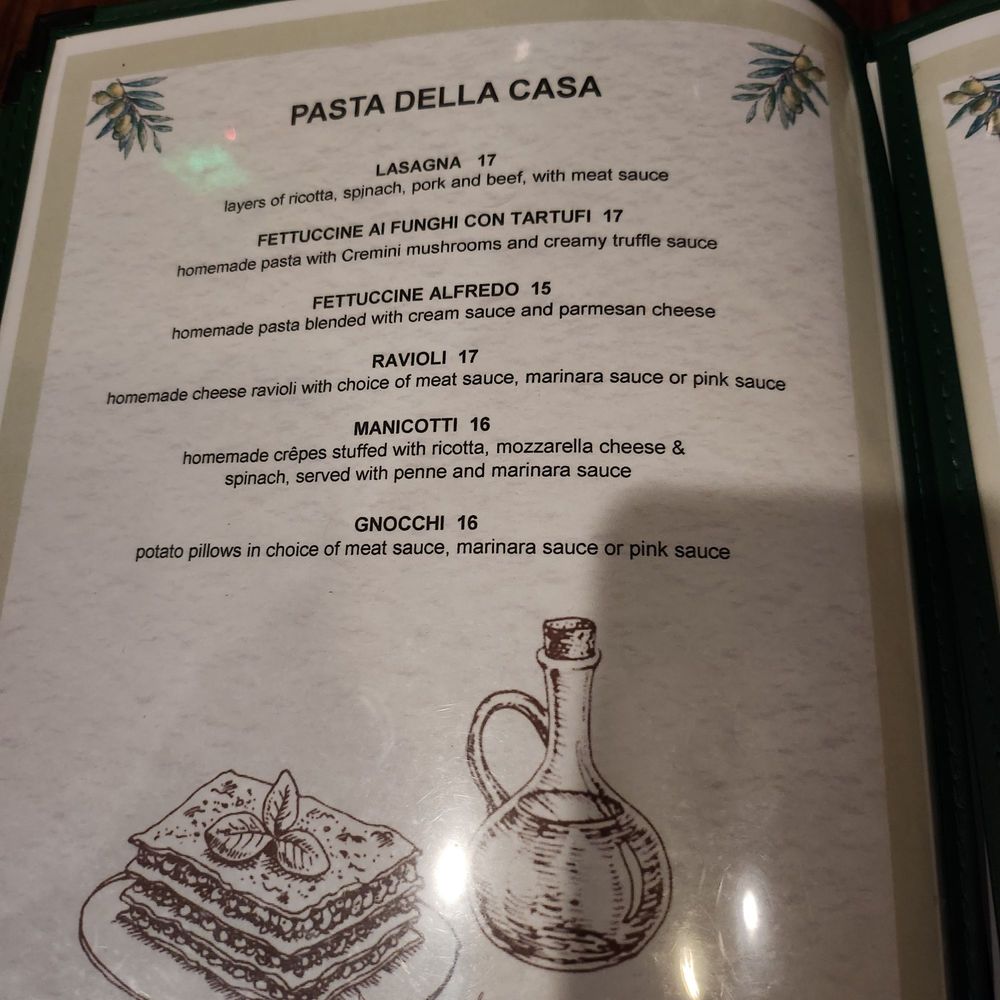 PASTA DELLA CASA
LASAGNA 17
layers of ricotta, spinach, pork and beef, with meat sauce
FETTUCCINE AI FUNGHI CON TARTUFI 17
homemade pasta with Cremini mushrooms and creamy truffle sauce
FETTUCCINE ALFREDO 15
homemade pasta blended with cream sauce and parmesan cheese
RAVIOLI 17
homemade cheese ravioli with choice of meat sauce, marinara sauce or pink sauce
MANICOTTI 16
homemade crêpes stuffed with ricotta, mozzarella cheese &
spinach, served with penne and marinara sauce
GNOCCHI 16
potato pillows in choice of meat sauce, marinara sauce or pink sauce